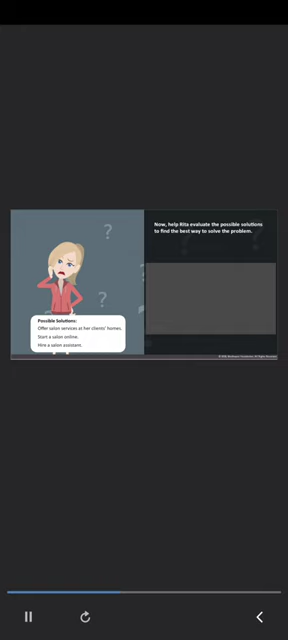 Now, help Rita evaluate the possible solutions
to find the best way to solve the problem.
Possible Solutions:
Offer salon services at her clients' homes.
Start a salon online.
Hire a salon assistant.